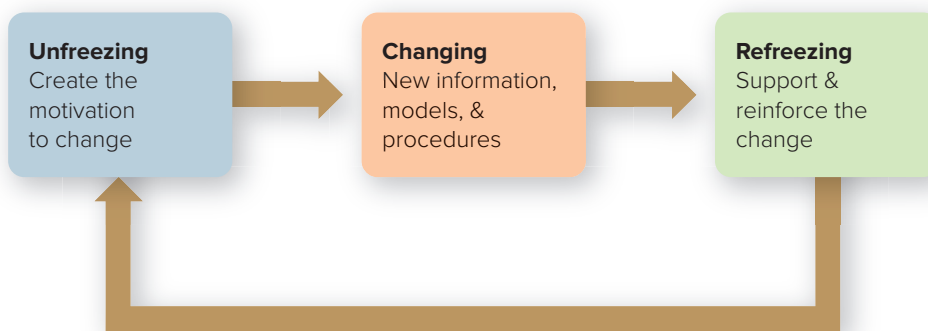 Unfreezing
Create the
motivation
to change
Changing
New information,
models, &
procedures
Refreezing
Support &
reinforce the
change